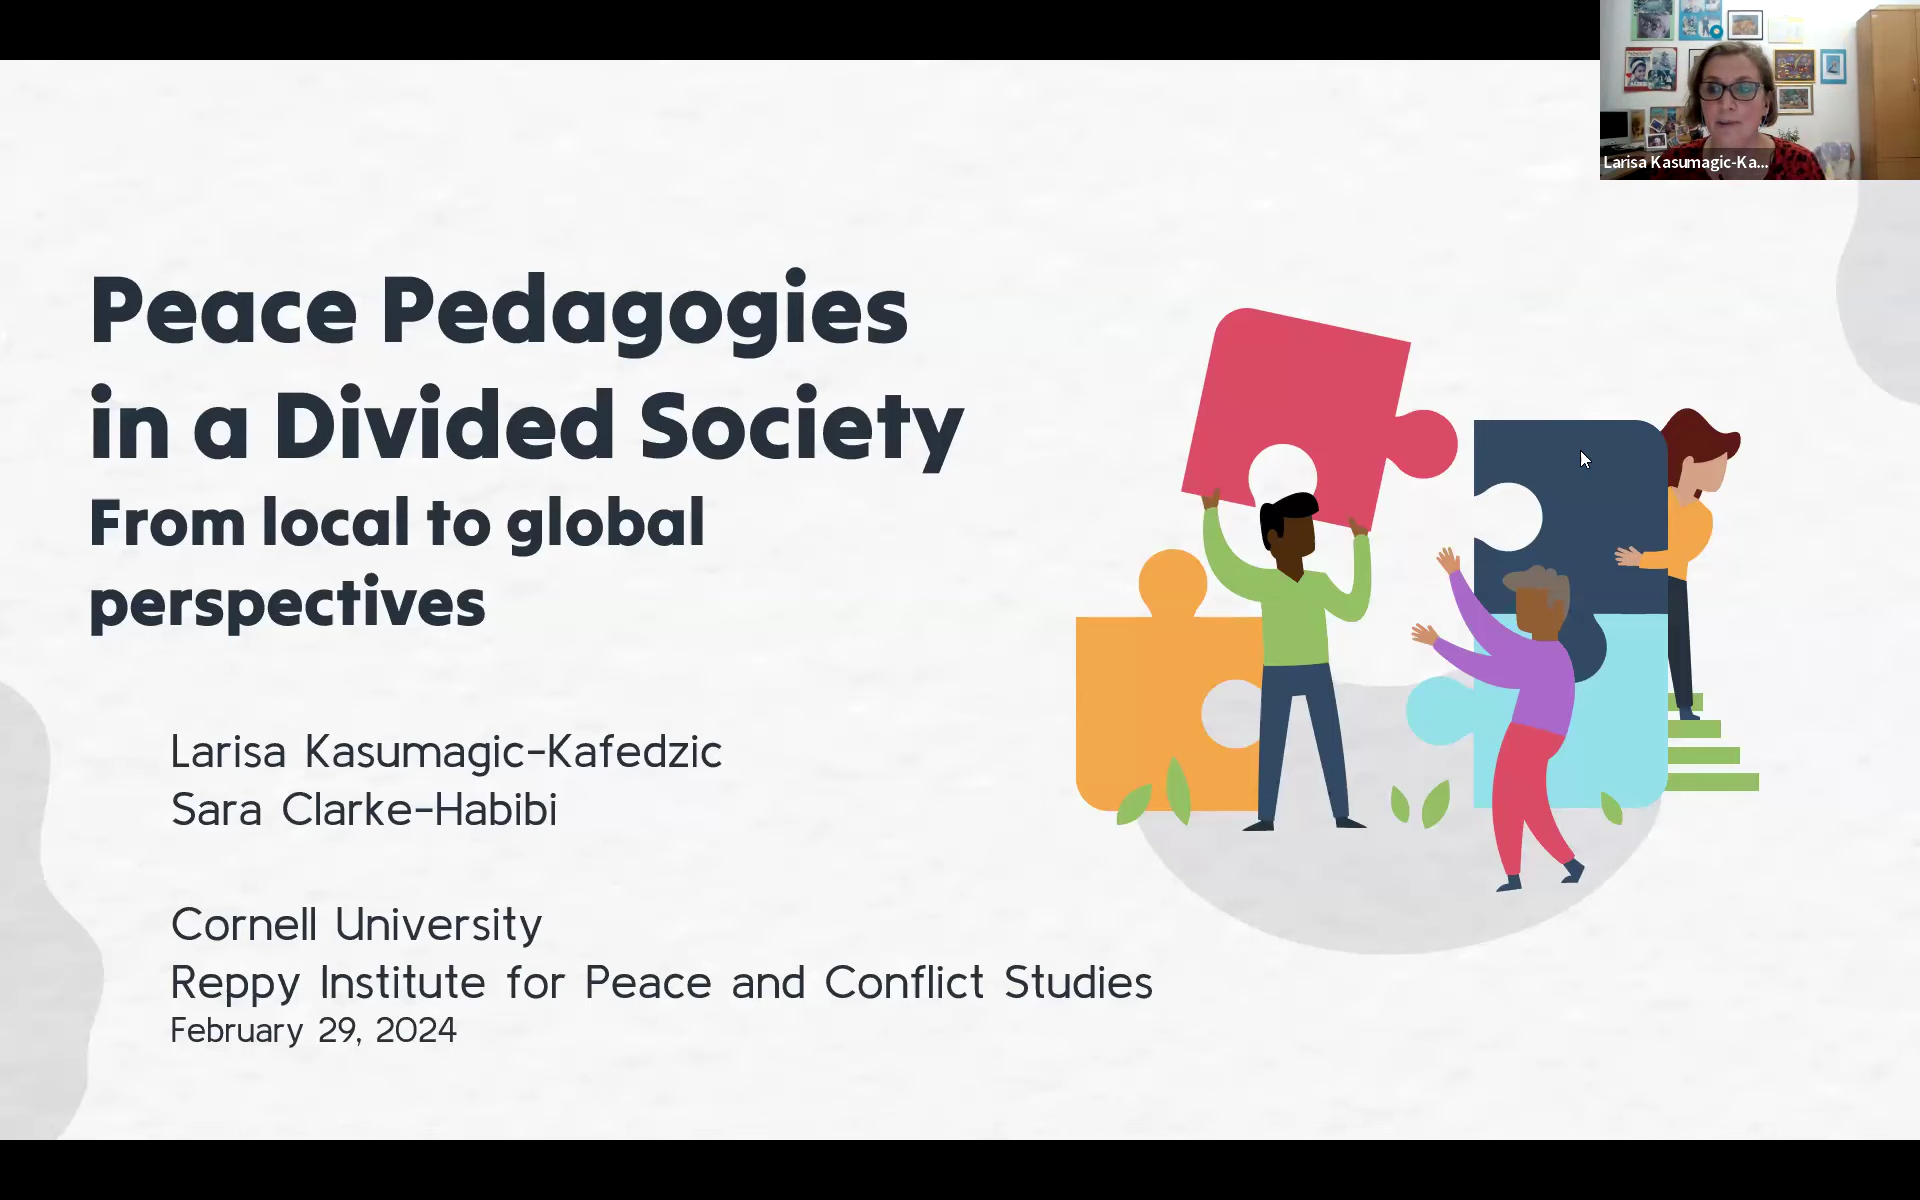 Larisa Kasumagic-Ka...
Peace Pedagogies
in a Divided Society
From local to global
perspectives
Larisa Kasumagic-Kafedzic
Sara Clarke-Habibi
Cornell University
Reppy Institute for Peace and Conflict Studies
February 29, 2024